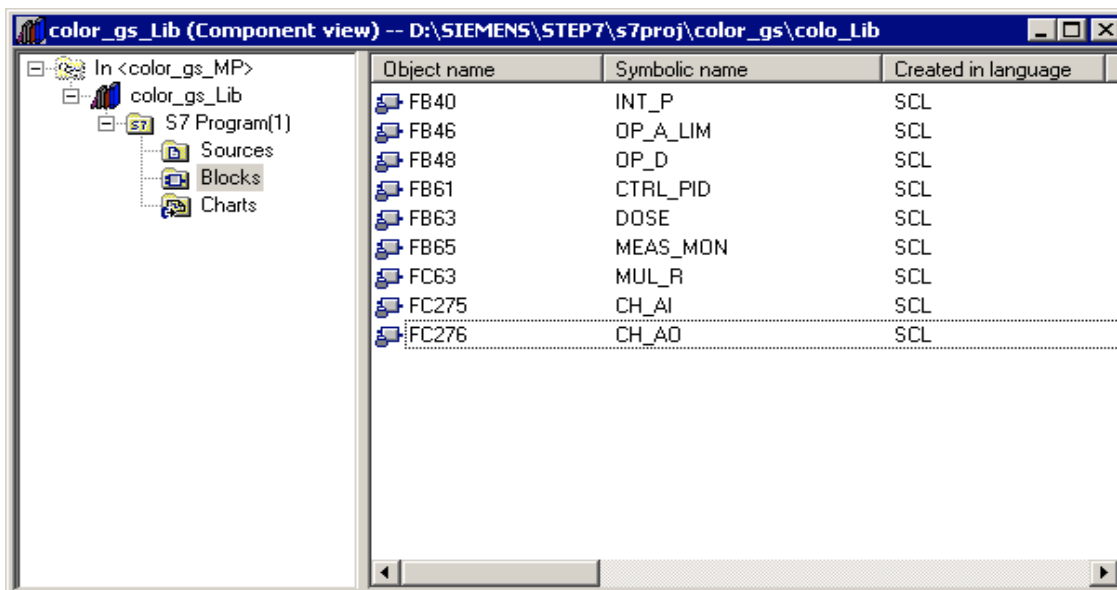 color_gs_Lib (Component view) -- D:\SIEMENS\STEP7\s7proj\color_gs\colo_Lib
In <color_gs_MP>
color_gs_Lib
S7 Program(1)
Sources
Blocks
Charts
Object name Symbolic name Created in language
FB40 INT_P SCL
FB46 OP_A_LIM SCL
FB48 OP_D SCL
FB61 CTRL_PID SCL
FB63 DOSE SCL
FB65 MEAS_MON SCL
FC63 MUL_R SCL
FC275 CH_AI SCL
FC276 CH_AO SCL